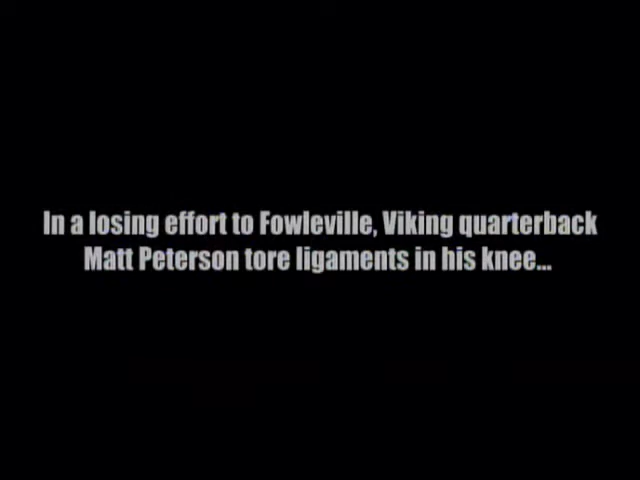 In a losing effort to Fowleville, Viking quarterback
Matt Peterson tore ligaments in his knee...